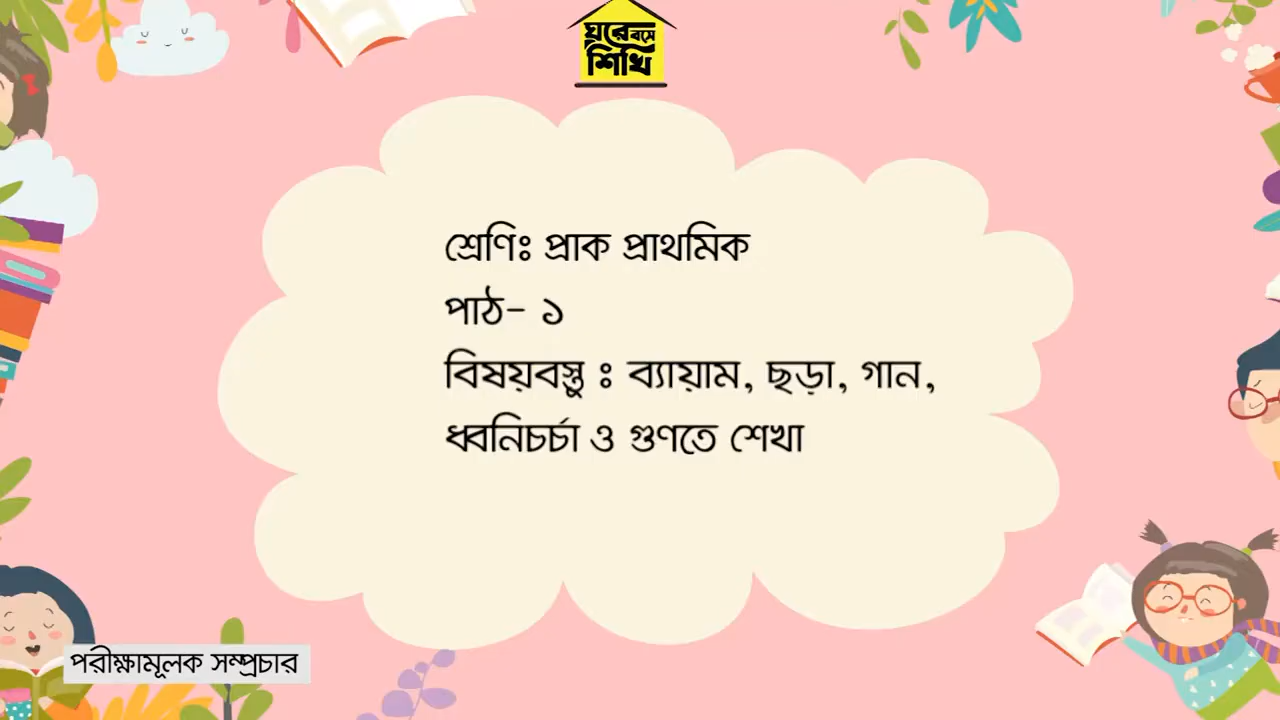 ঘরে বসে
শিখি
শ্রেণিঃ প্রাক প্রাথমিক
পাঠ- ১
বিষয়বস্তু ঃ ব্যায়াম, ছড়া, গান,
ধ্বনিচর্চা ও গুণতে শেখা
পরীক্ষামূলক সম্প্রচার